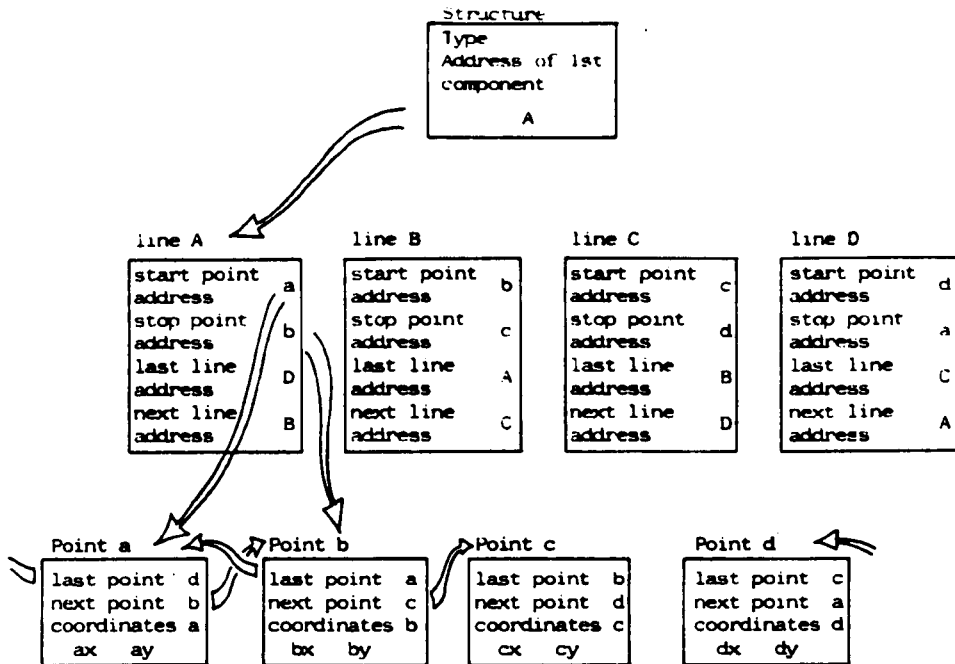 Structure
Type
Address of 1st
component
A
line A
start point
address a
stop point
address b
last line
address D
next line
address B
line B
start point
address b
stop point
address c
last line
address A
next line
address C
line C
start point
address c
stop point
address d
last line
address B
next line
address D
line D
start point
address d
stop point
address a
last line
address C
next line
address A
Point a
last point d
next point b
coordinates a
ax ay
Point b
last point a
next point c
coordinates b
bx by
Point c
last point b
next point d
coordinates c
cx cy
Point d
last point c
next point a
coordinates d
dx dy